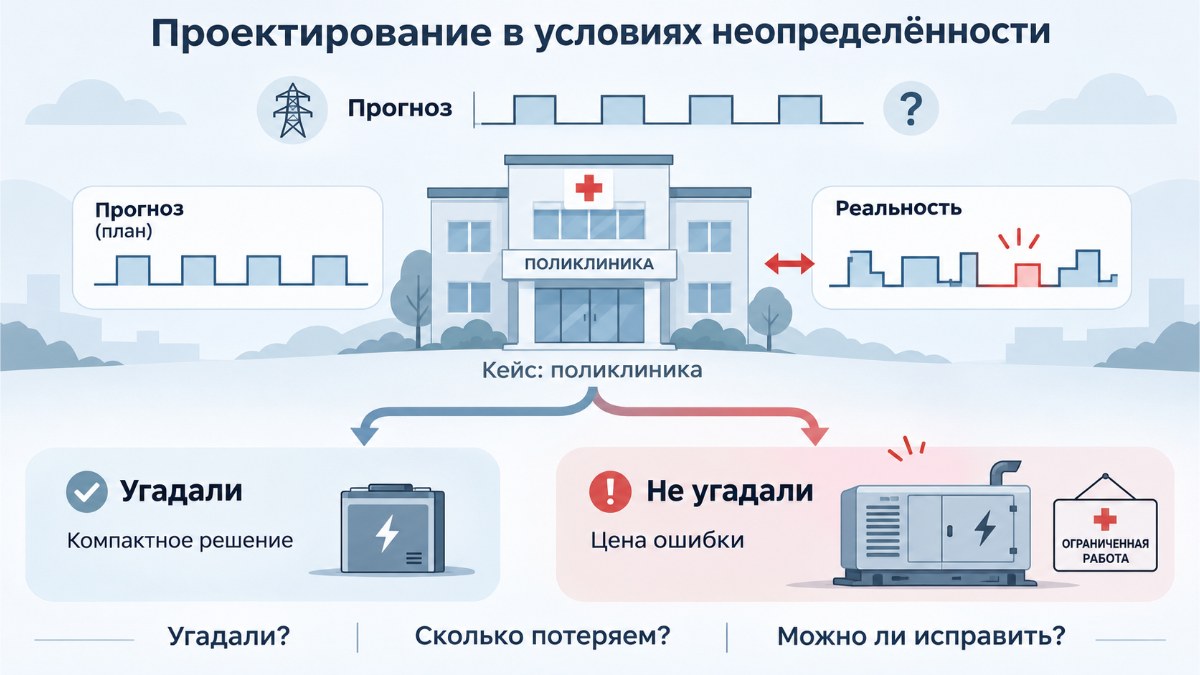 Проектирование в условиях неопределённости
Прогноз
?
Прогноз
(план)
ПОЛИКЛИНИКА
Реальность
Кейс: поликлиника
Угадали
Компактное решение
!
Не угадали
Цена ошибки
ОГРАНИЧЕННАЯ
РАБОТА
Угадали?
Сколько потеряем?
Можно ли исправить?